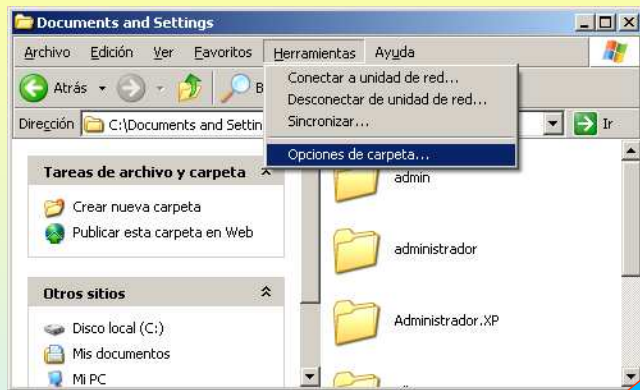 Documents and Settings
Archivo Edición Ver Favoritos Herramientas Ayuda
Atrás B
Conectar a unidad de red...
Desconectar de unidad de red...
Sincronizar...
Opciones de carpeta...
Dirección C:\Documents and Settin Ir
Tareas de archivo y carpeta
Crear nueva carpeta
Publicar esta carpeta en Web
Otros sitios
Disco local (C:)
Mis documentos
Mi PC
admin
administrador
Administrador.XP